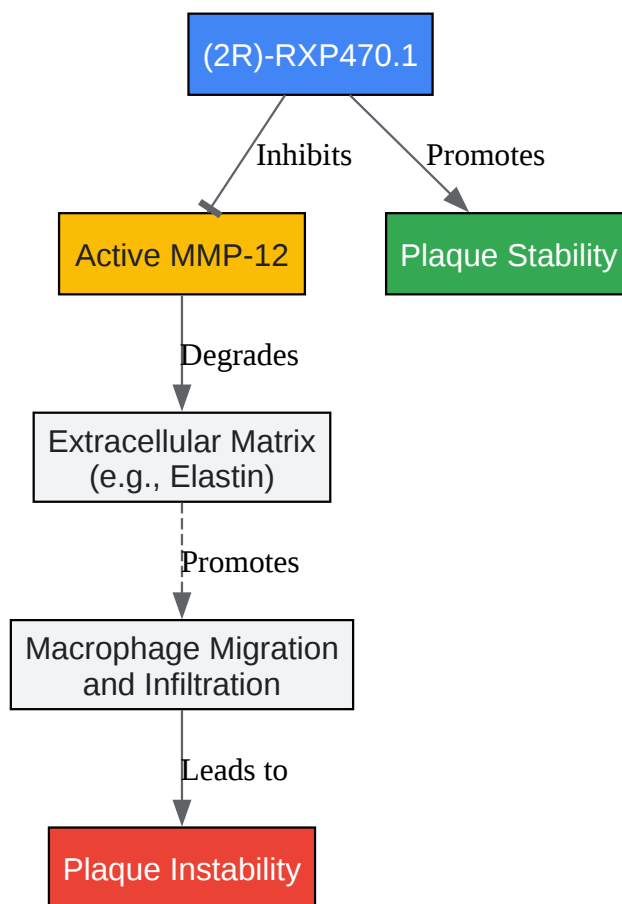 (2R)-RXP470.1
Inhibits
Promotes
Active MMP-12
Plaque Stability
Degrades
Extracellular Matrix
(e.g., Elastin)
Promotes
Macrophage Migration
and Infiltration
Leads to
Plaque Instability